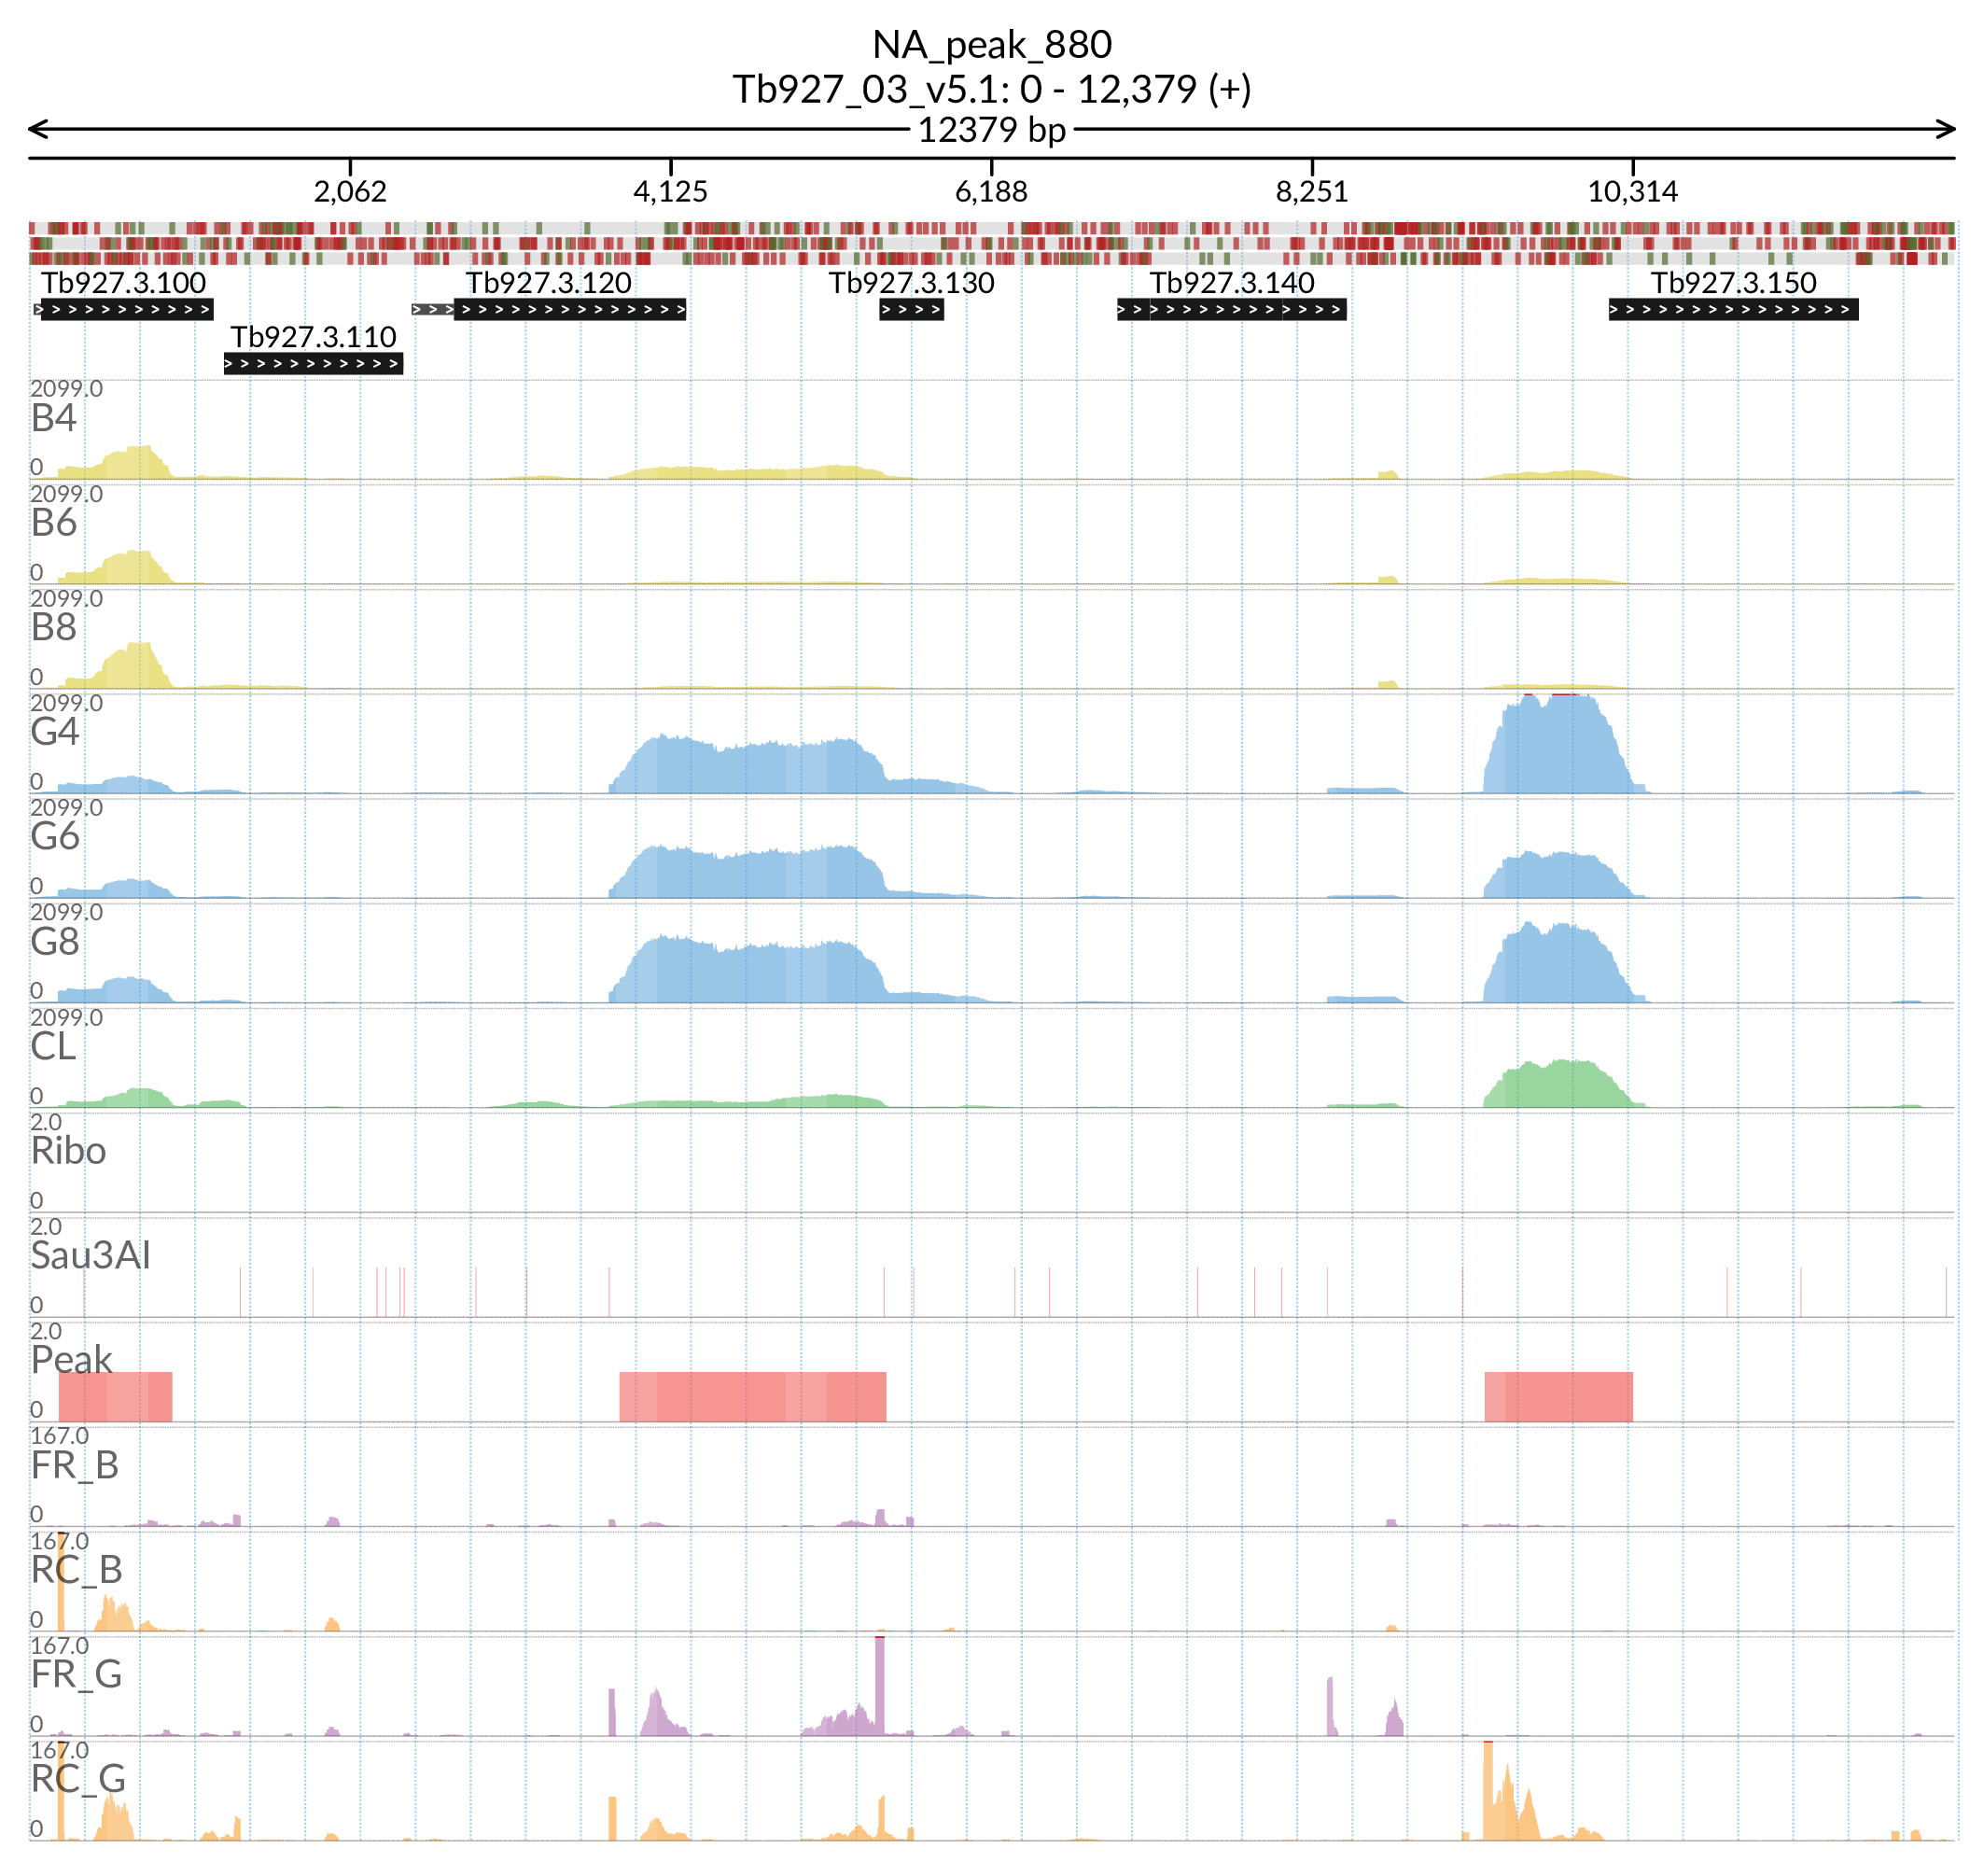 NA_peak_880
Tb927_03_v5.1: 0 - 12,379 (+)
12379 bp
2,062 4,125 6,188 8,251 10,314
Tb927.3.100 Tb927.3.120 Tb927.3.130 Tb927.3.140 Tb927.3.150
Tb927.3.110
2099.0
B4
0
2099.0
B6
0
2099.0
B8
0
2099.0
G4
0
2099.0
G6
0
2099.0
G8
0
2099.0
CL
0
2.0
Ribo
0
2.0
Sau3AI
0
2.0
Peak
0
167.0
FR_B
0
167.0
RC_B
0
167.0
FR_G
0
167.0
RC_G
0